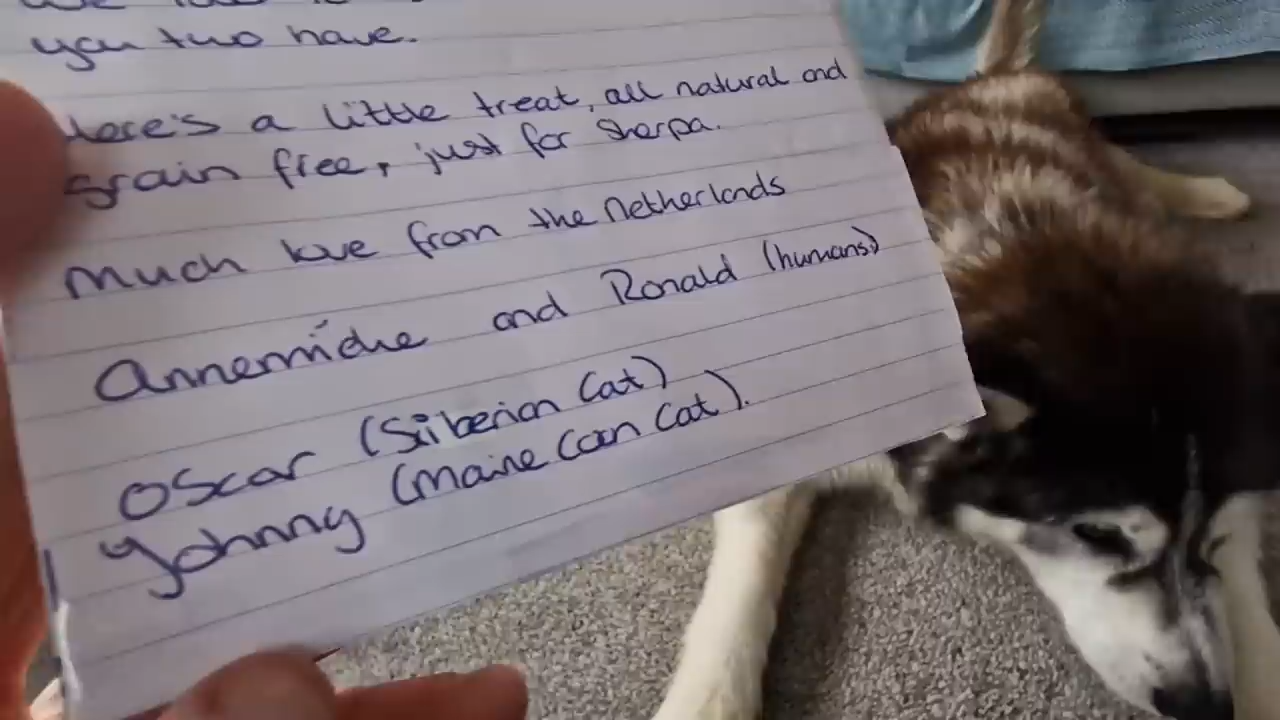 you two have.
Here's a little treat, all natural and
grain free, just for Sherpa.
Much love from the Netherlands
Annemiche and Ronald (humans)
Oscar (Siberian Cat)
Johnny (Maine Coon Cat).